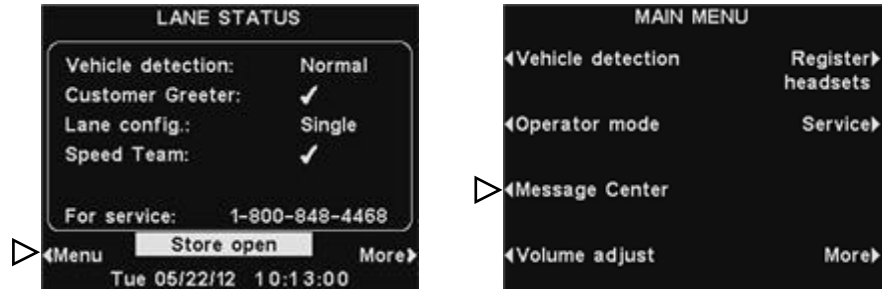 LANE STATUS
Vehicle detection: Normal
Customer Greeter: ✓
Lane config.: Single
Speed Team: ✓
For service: 1-800-848-4468
Store open
Menu More
Tue 05/22/12 10:13:00
MAIN MENU
Vehicle detection Register
headsets
Operator mode Service
Message Center
Volume adjust More